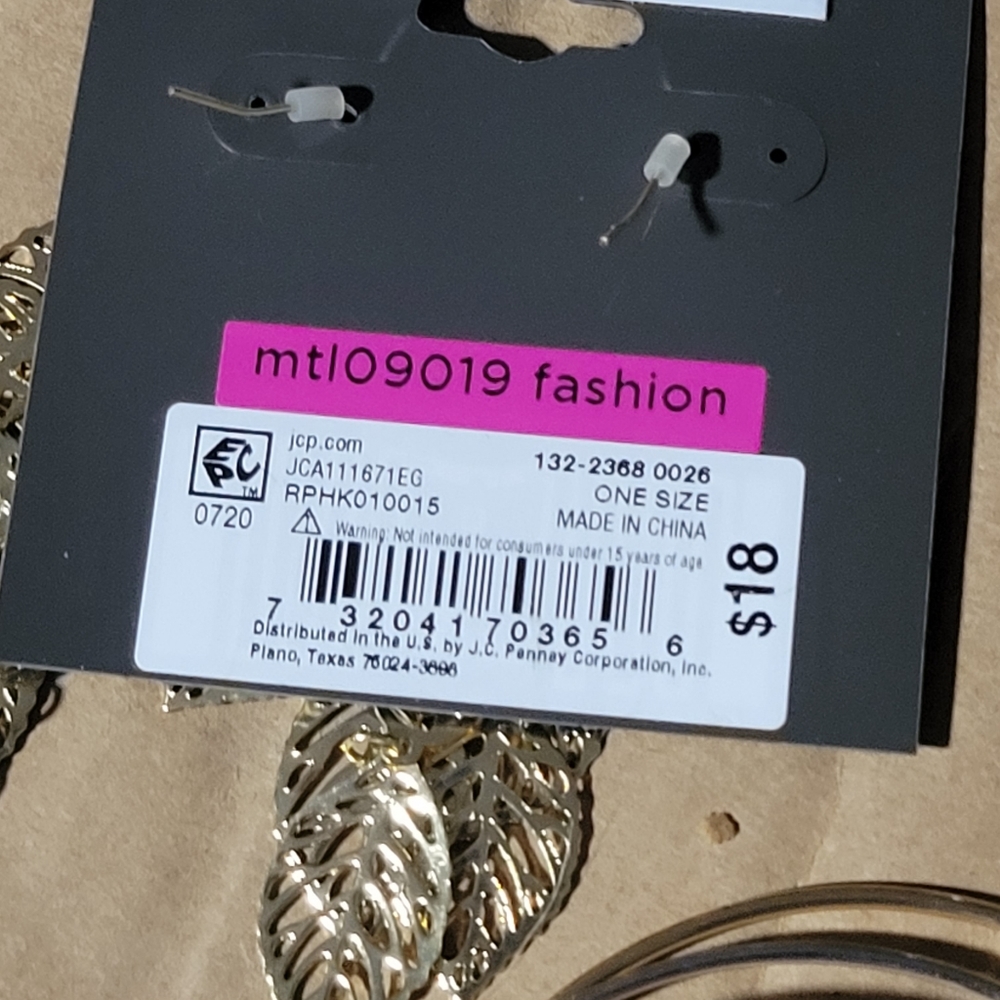 mtl09019 fashion
EPC TM
jcp.com
JCA111671EG
RPHK010015
0720
132-2368 0026
ONE SIZE
MADE IN CHINA
Warning: Not intended for consumers under 15 years of age
$18
7 32041 70365 6
Distributed in the U.S. by J.C. Penney Corporation, Inc.
Plano, Texas